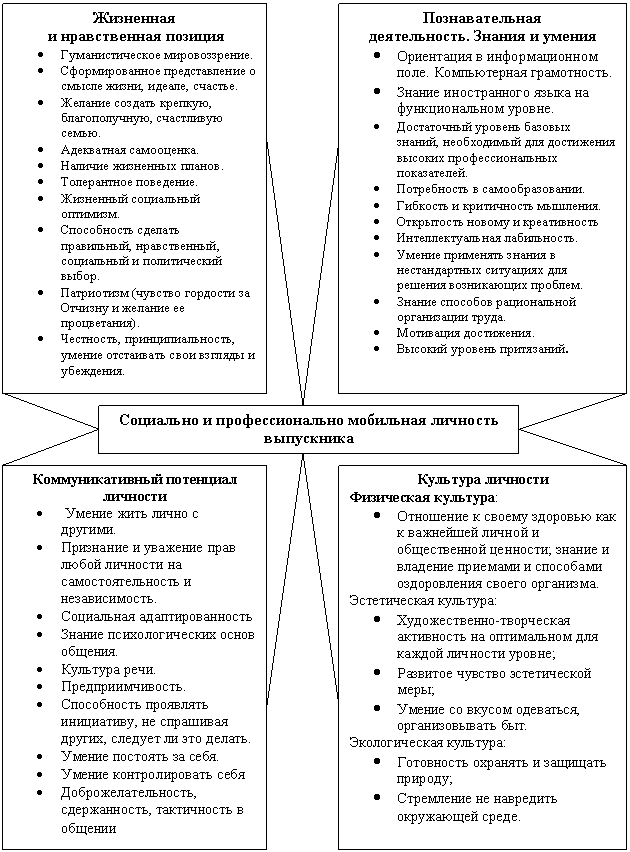 Жизненная
и нравственная позиция
• Гуманистическое мировоззрение.
• Сформированное представление о
смысле жизни, идеале, счастье.
• Желание создать крепкую,
благополучную, счастливую
семью.
• Адекватная самооценка.
• Наличие жизненных планов.
• Толерантное поведение.
• Жизненный социальный
оптимизм.
• Способность сделать
правильный, нравственный,
социальный и политический
выбор.
• Патриотизм (чувство гордости за
Отчизну и желание ее
процветания).
• Честность, принципиальность,
умение отстаивать свои взгляды и
убеждения.
Познавательная
деятельность. Знания и умения
• Ориентация в информационном
поле. Компьютерная грамотность.
• Знание иностранного языка на
функциональном уровне.
• Достаточный уровень базовых
знаний, необходимый для достижения
высоких профессиональных
показателей.
• Потребность в самообразовании.
• Гибкость и критичность мышления.
• Открытость новому и креативность
• Интеллектуальная лабильность.
• Умение применять знания в
нестандартных ситуациях для
решения возникающих проблем.
• Знание способов рациональной
организации труда.
• Мотивация достижения.
• Высокий уровень притязаний.
Социально и профессионально мобильная личность
выпускника
Коммуникативный потенциал
личности
• Умение жить лично с
другими.
• Признание и уважение прав
любой личности на
самостоятельность и
независимость.
• Социальная адаптированность
• Знание психологических основ
общения.
• Культура речи.
• Предприимчивость.
• Способность проявлять
инициативу, не спрашивая
других, следует ли это делать.
• Умение постоять за себя.
• Умение контролировать себя
• Доброжелательность,
сдержанность, тактичность в
общении
Культура личности
Физическая культура:
• Отношение к своему здоровью как
к важнейшей личной и
общественной ценности; знание и
владение приемами и способами
оздоровления своего организма.
Эстетическая культура:
• Художественно-творческая
активность на оптимальном для
каждой личности уровне;
• Развитое чувство эстетической
меры;
• Умение со вкусом одеваться,
организовывать быт.
Экологическая культура:
• Готовность охранять и защищать
природу;
• Стремление не навредить
окружающей среде.